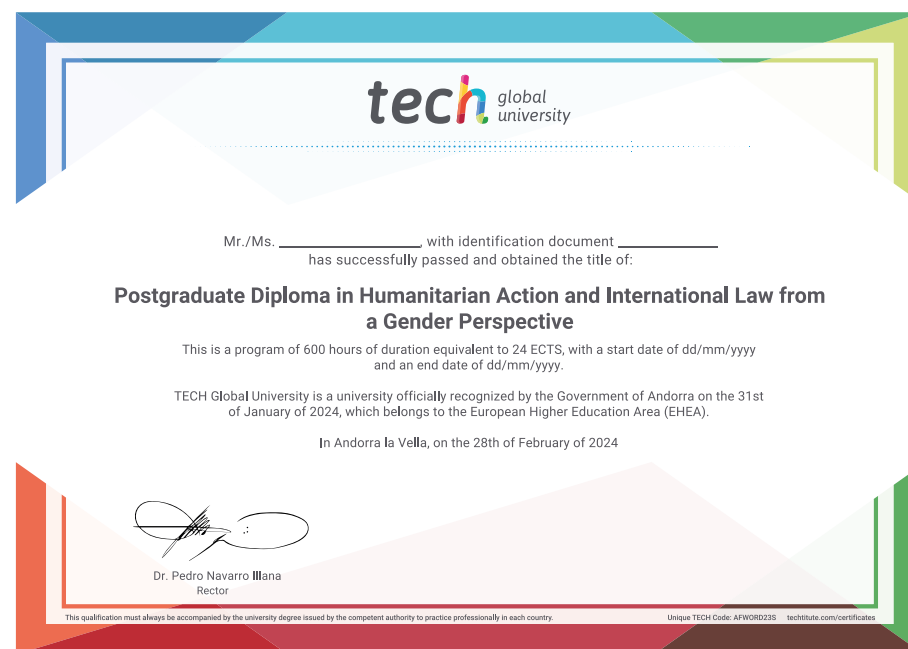 tech global
university
Mr./Ms. ____________, with identification document ____________
has successfully passed and obtained the title of:
Postgraduate Diploma in Humanitarian Action and International Law from
a Gender Perspective
This is a program of 600 hours of duration equivalent to 24 ECTS, with a start date of dd/mm/yyyy
and an end date of dd/mm/yyyy.
TECH Global University is a university officially recognized by the Government of Andorra on the 31st
of January of 2024, which belongs to the European Higher Education Area (EHEA).
In Andorra la Vella, on the 28th of February of 2024
Dr. Pedro Navarro Illana
Rector
This qualification must always be accompanied by the university degree issued by the competent authority to practice professionally in each country.
Unique TECH Code: AFWORD23S techtitute.com/certificates